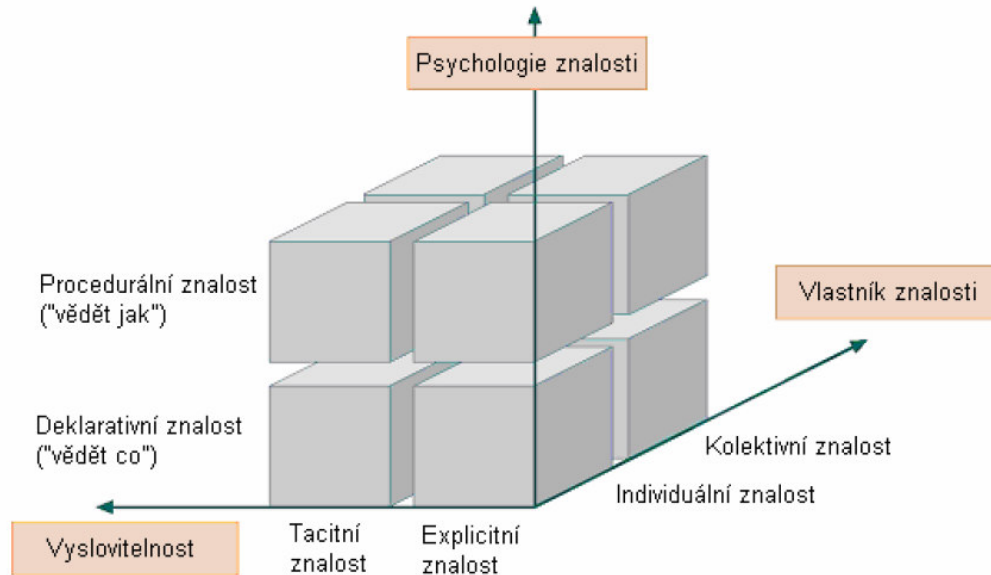 Psychologie znalosti
Procedurální znalost
("vědět jak")
Vlastník znalosti
Deklarativní znalost
("vědět co")
Kolektivní znalost
Individuální znalost
Vyslovitelnost
Tacitní
znalost
Explicitní
znalost